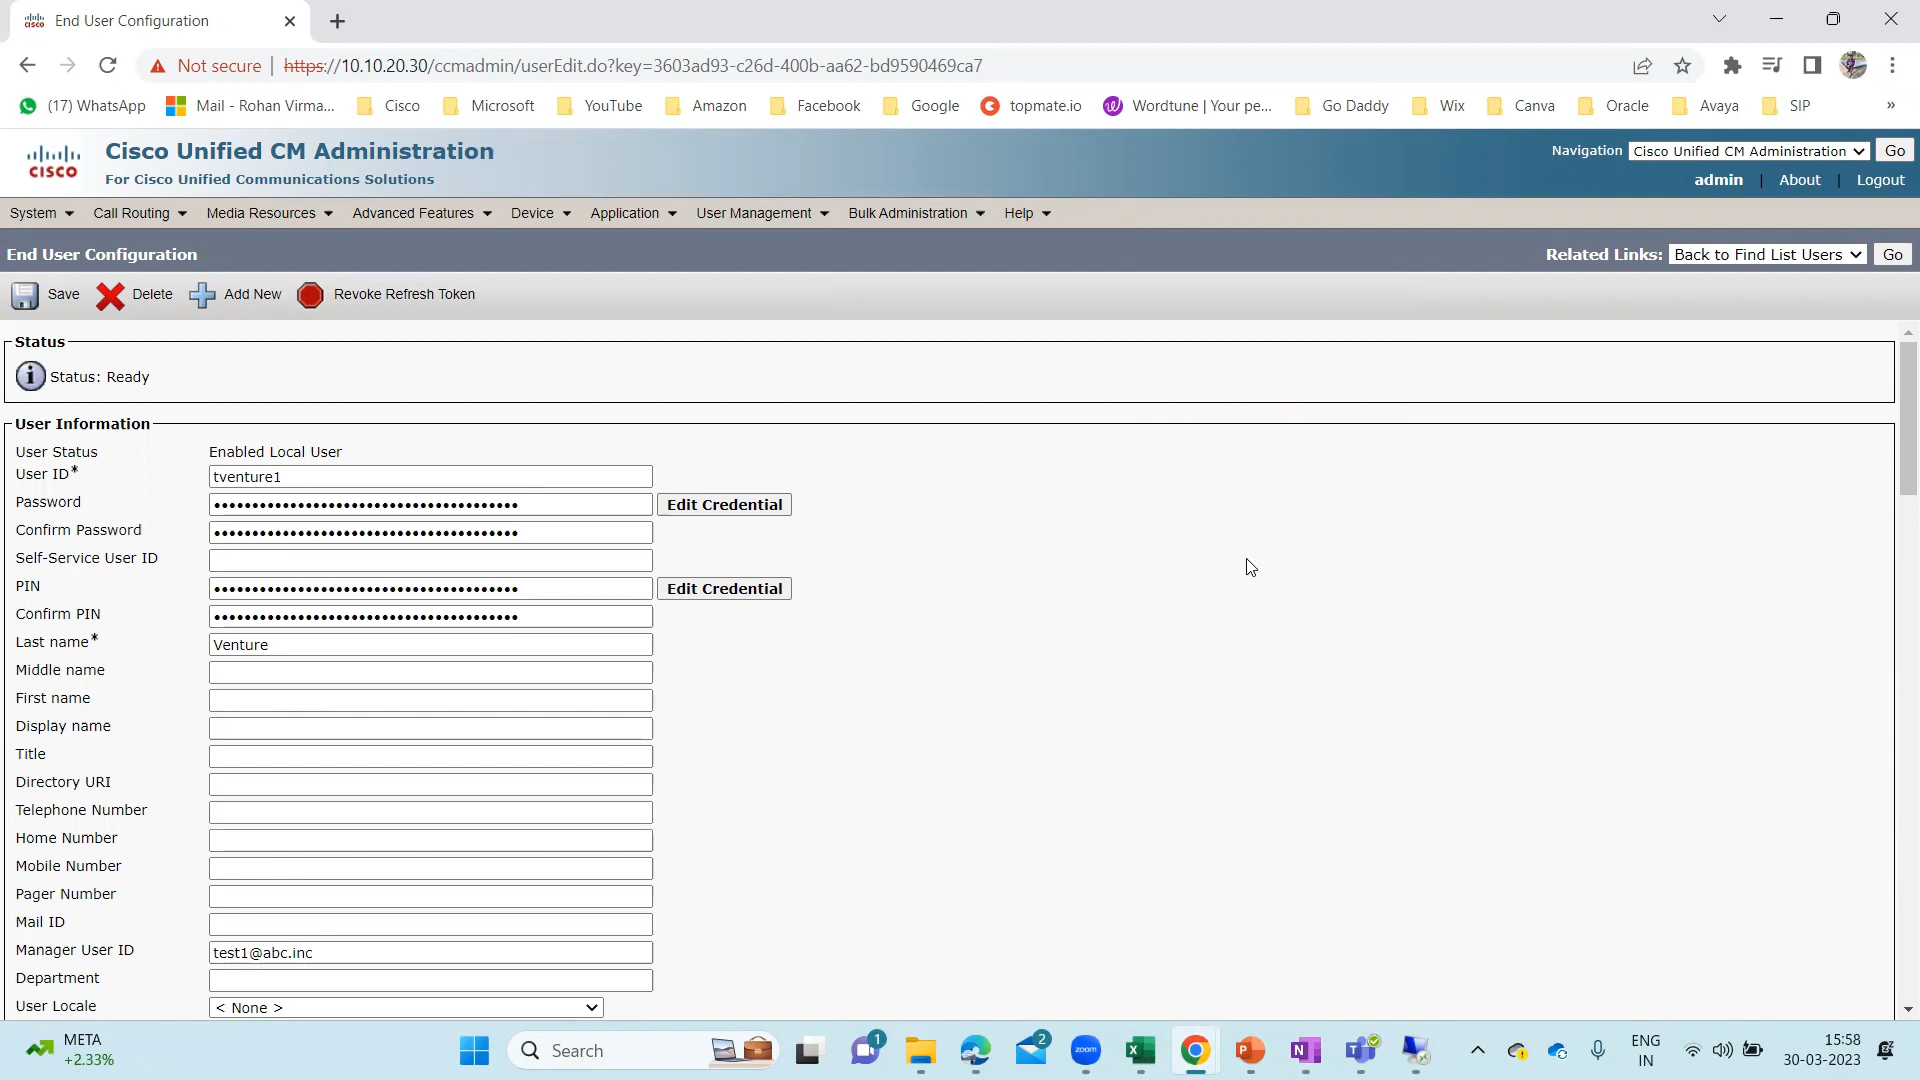 End User Configuration
Not secure | https://10.10.20.30/ccmadmin/userEdit.do?key=3603ad93-c26d-400b-aa62-bd9590469ca7
(17) WhatsApp Mail - Rohan Virma... Cisco Microsoft YouTube Amazon Facebook Google topmate.io Wordtune | Your pe... Go Daddy Wix Canva Oracle Avaya SIP »
CISCO
Cisco Unified CM Administration
For Cisco Unified Communications Solutions
Navigation Cisco Unified CM Administration Go
admin | About | Logout
System Call Routing Media Resources Advanced Features Device Application User Management Bulk Administration Help
End User Configuration
Related Links: Back to Find List Users Go
Save Delete Add New Revoke Refresh Token
Status
i Status: Ready
User Information
User Status Enabled Local User
User ID* tventure1
Password Edit Credential
Confirm Password
Self-Service User ID
PIN Edit Credential
Confirm PIN
Last name* Venture
Middle name
First name
Display name
Title
Directory URI
Telephone Number
Home Number
Mobile Number
Pager Number
Mail ID
Manager User ID test1@abc.inc
Department
User Locale < None >
META
+2.33%
Search
1
2
zoom
ENG
IN
15:58
30-03-2023